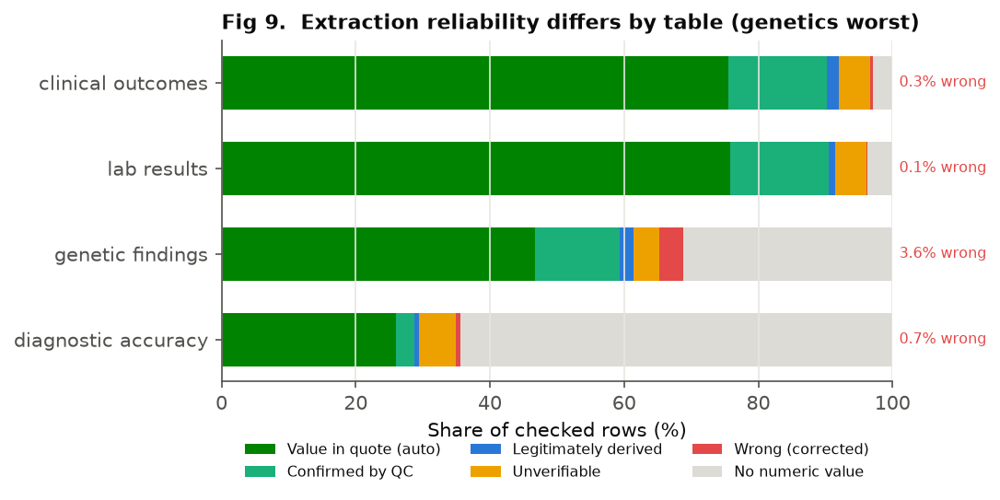 Fig 9.  Extraction reliability differs by table (genetics worst)
clinical outcomes
0.3% wrong
lab results
0.1% wrong
genetic findings
3.6% wrong
diagnostic accuracy
0.7% wrong
0 20 40 60 80 100
Share of checked rows (%)
Value in quote (auto) Legitimately derived Wrong (corrected)
Confirmed by QC Unverifiable No numeric value